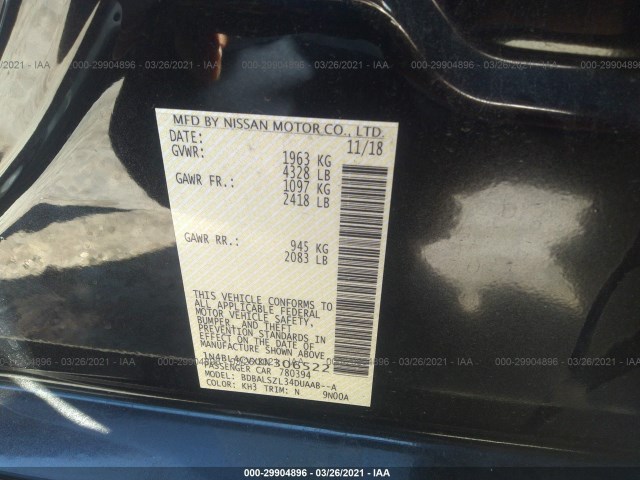 000-29904896 - 03/26/2021 - IAA
MFD BY NISSAN MOTOR CO., LTD.
DATE: 11/18
GVWR: 1963 KG
4328 LB
GAWR FR.: 1097 KG
2418 LB
GAWR RR.: 945 KG
2083 LB
THIS VEHICLE CONFORMS TO
ALL APPLICABLE FEDERAL
MOTOR VEHICLE SAFETY,
BUMPER, AND THEFT
PREVENTION STANDARDS IN
EFFECT ON THE DATE OF
MANUFACTURE SHOWN ABOVE.
306522
PASSENGER CAR 780394
MODEL: BDBALSZL34DUAAB--A
COLOR: KH3 TRIM: N 9N00A
000-29904896 - 03/26/2021 - IAA